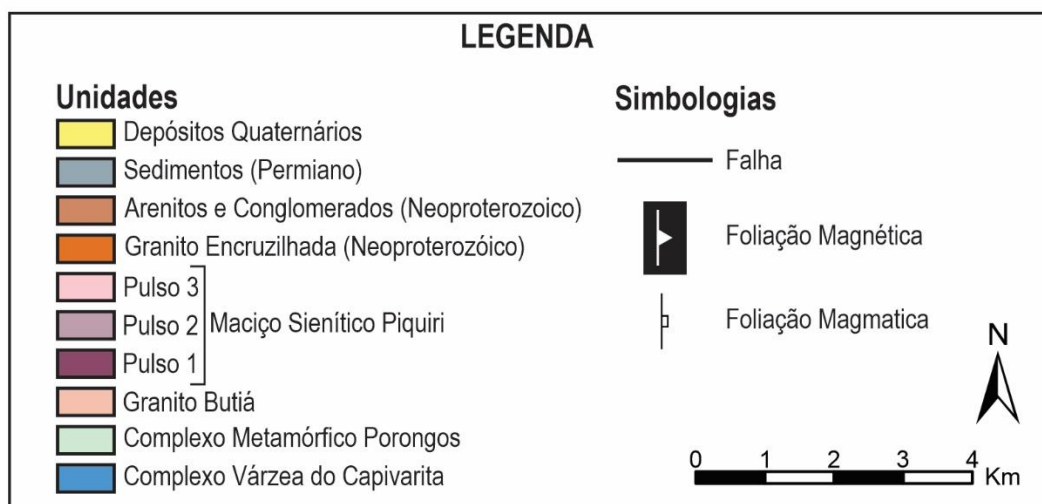 LEGENDA
Unidades
Depósitos Quaternários
Sedimentos (Permiano)
Arenitos e Conglomerados (Neoproterozoico)
Granito Encruzilhada (Neoproterozóico)
Pulso 3
Pulso 2
Maciço Sienítico Piquiri
Pulso 1
Granito Butiá
Complexo Metamórfico Porongos
Complexo Várzea do Capivarita
Simbologias
Falha
Foliação Magnética
Foliação Magmatica
N
0 1 2 3 4
Km